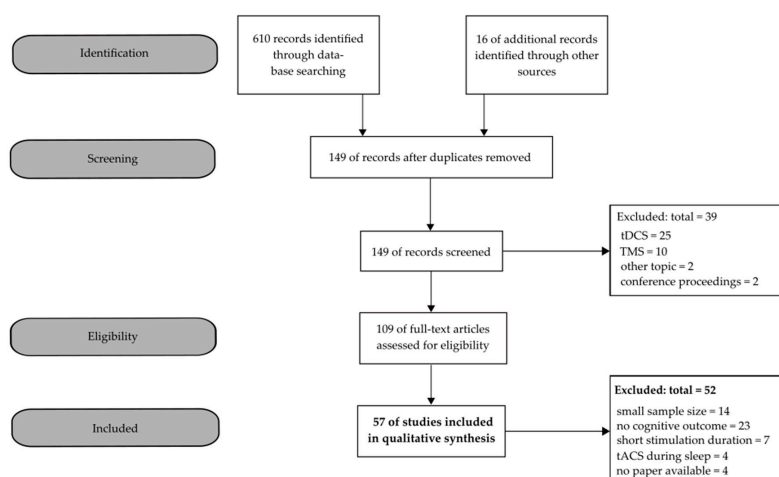 Identification
610 records identified
through data-
base searching
16 of additional records
identified through other
sources
Screening
149 of records after duplicates removed
149 of records screened
Excluded: total = 39
tDCS = 25
TMS = 10
other topic = 2
conference proceedings = 2
Eligibility
109 of full-text articles
assessed for eligibility
Included
57 of studies included
in qualitative synthesis
Excluded: total = 52
small sample size = 14
no cognitive outcome = 23
short stimulation duration = 7
tACS during sleep = 4
no paper available = 4